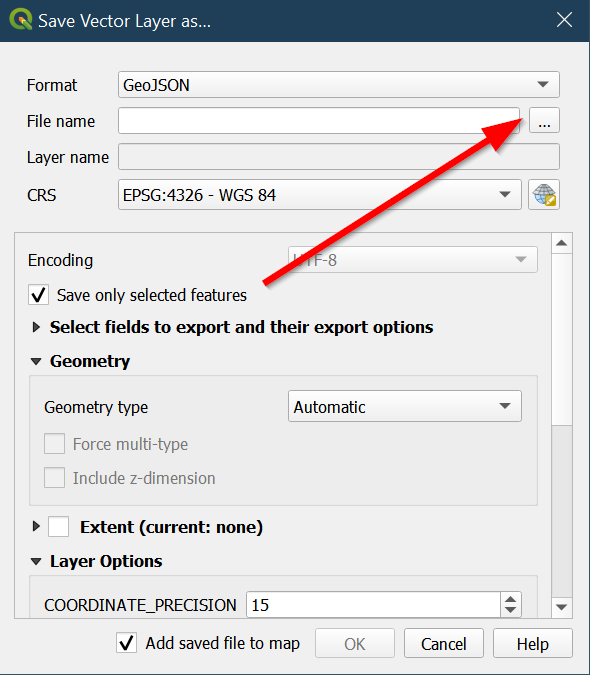 Save Vector Layer as...
Format GeoJSON
File name ...
Layer name
CRS EPSG:4326 - WGS 84
Encoding UTF-8
Save only selected features
Select fields to export and their export options
Geometry
Geometry type Automatic
Force multi-type
Include z-dimension
Extent (current: none)
Layer Options
COORDINATE_PRECISION 15
Add saved file to map OK Cancel Help